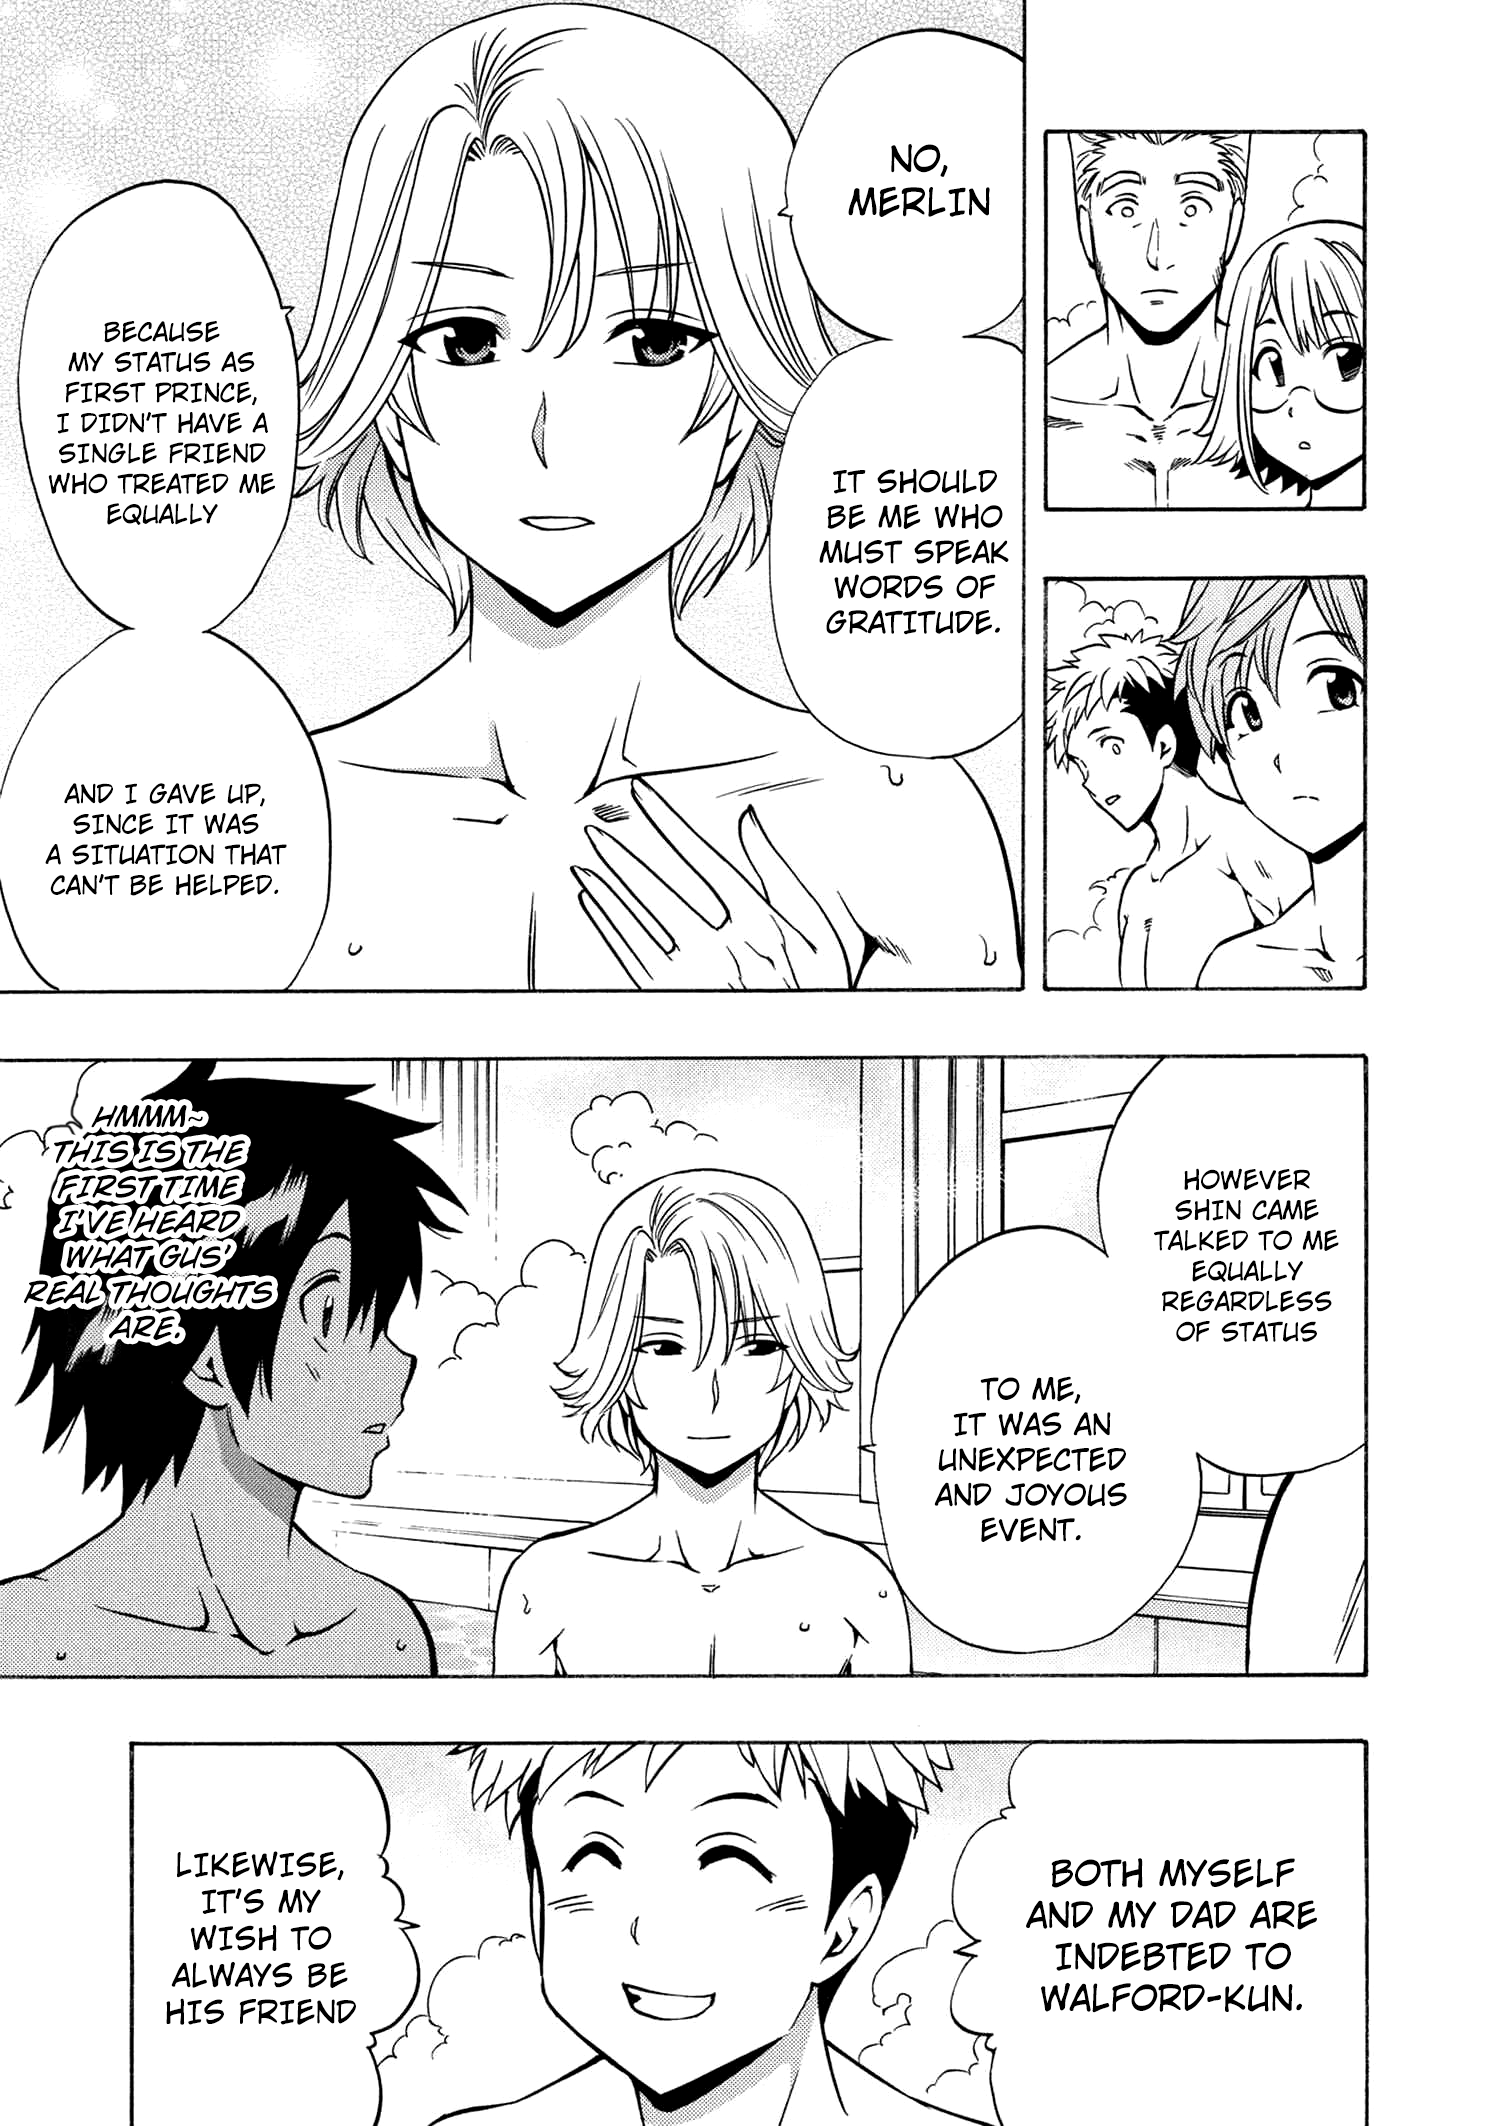 NO,
MERLIN
IT SHOULD
BE ME WHO
MUST SPEAK
WORDS OF
GRATITUDE.
BECAUSE
MY STATUS AS
FIRST PRINCE,
I DIDN'T HAVE A
SINGLE FRIEND
WHO TREATED ME
EQUALLY
AND I GAVE UP,
SINCE IT WAS
A SITUATION THAT
CAN'T BE HELPED.
HOWEVER
SHIN CAME
TALKED TO ME
EQUALLY
REGARDLESS
OF STATUS
TO ME,
IT WAS AN
UNEXPECTED
AND JOYOUS
EVENT.
HMMM~
THIS IS THE
FIRST TIME
I'VE HEARD
WHAT GUS'
REAL THOUGHTS
ARE.
BOTH MYSELF
AND MY DAD ARE
INDEBTED TO
WALFORD-KUN.
LIKEWISE,
IT'S MY
WISH TO
ALWAYS BE
HIS FRIEND